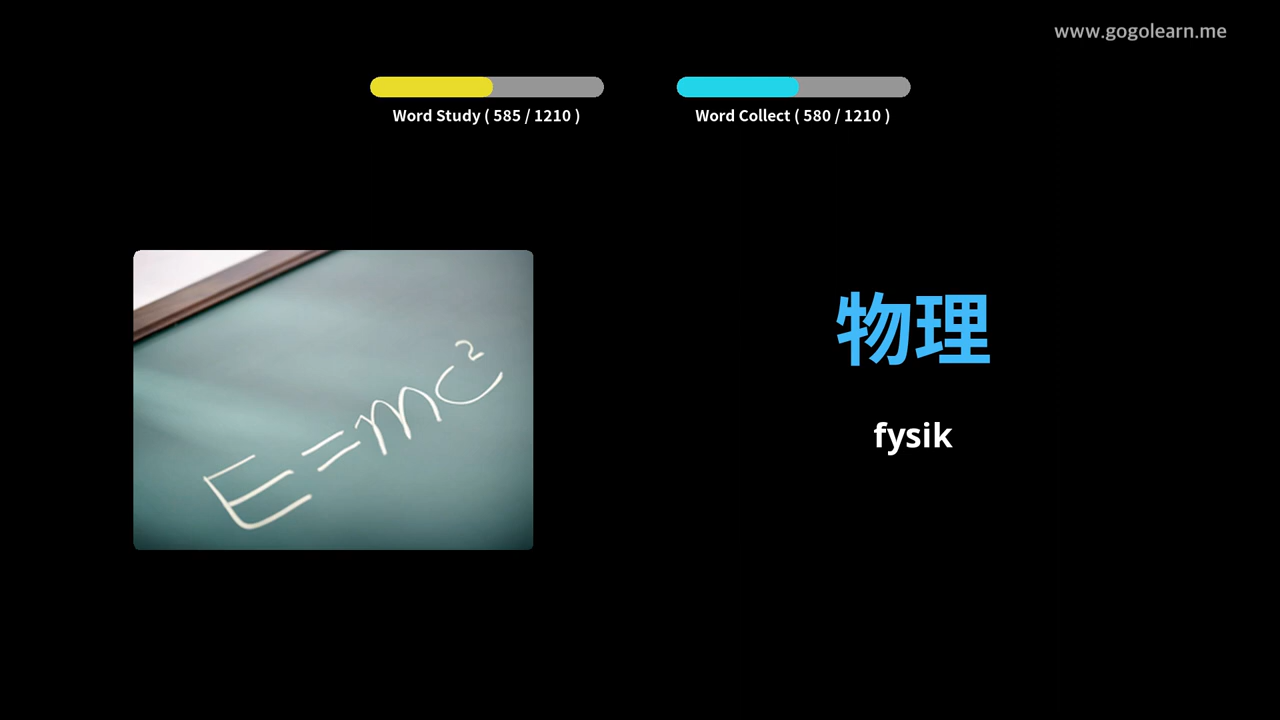 www.gogolearn.me
Word Study ( 585 / 1210 )
Word Collect ( 580 / 1210 )
E=mc²
物理
fysik